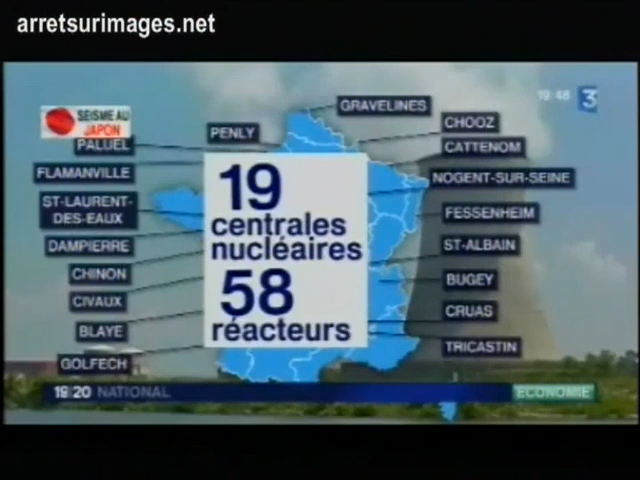 arretsurimages.net
19:48 3
SEISME AU
JAPON
GRAVELINES
PENLY
CHOOZ
PALUEL
CATTENOM
FLAMANVILLE
NOGENT-SUR-SEINE
ST-LAURENT-
DES-EAUX
FESSENHEIM
DAMPIERRE
ST-ALBAIN
CHINON
BUGEY
CIVAUX
CRUAS
BLAYE
TRICASTIN
GOLFECH
19
centrales
nucléaires
58
réacteurs
19:20 NATIONAL
ECONOMIE